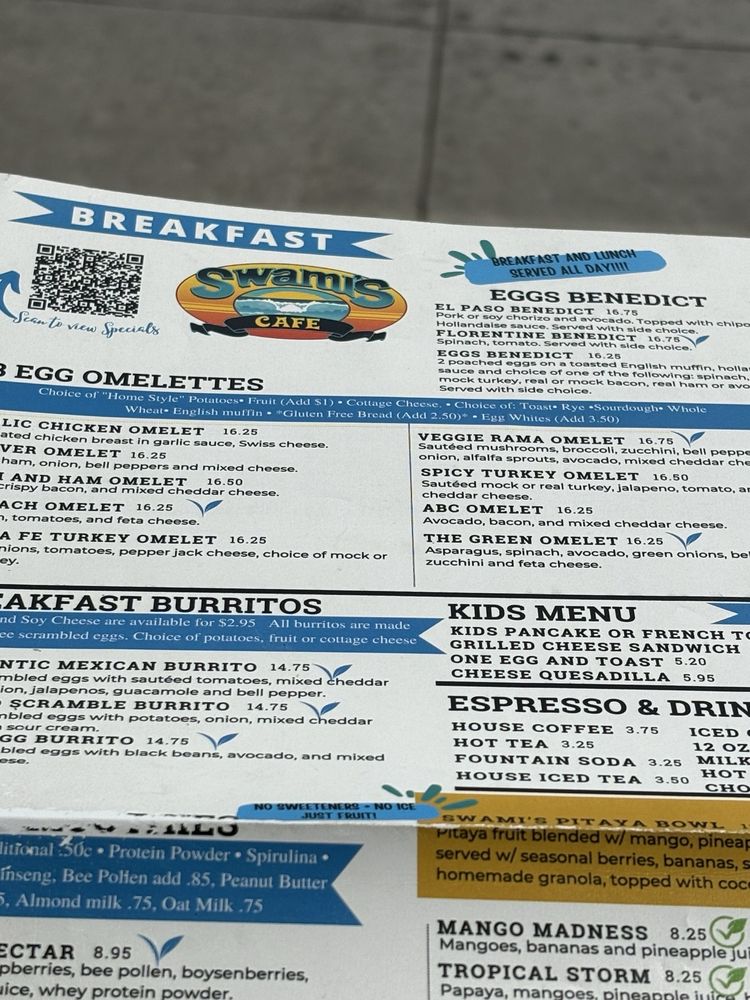 BREAKFAST
Scan to view Specials
Swami's
CAFE
BREAKFAST AND LUNCH
SERVED ALL DAY!!!!
EGGS BENEDICT
EL PASO BENEDICT 16.75
Pork or soy chorizo and avocado. Topped with
Hollandaise sauce. Served with side choice.
FLORENTINE BENEDICT 16.75
Spinach, tomato. Served with side choice.
EGGS BENEDICT 16.25
2 poached eggs on a toasted English muffin,
sauce and choice of one of the following: spinach,
mock turkey, real or mock bacon, real ham or
Served with side choice.
3 EGG OMELETTES
Choice of "Home Style" Potatoes• Fruit (Add $1) • Cottage Cheese. • Choice of: Toast• Rye •Sourdough• Whole
Wheat• English muffin • *Gluten Free Bread (Add 2.50)* • Egg Whites (Add 3.50)
LIC CHICKEN OMELET 16.25
ated chicken breast in garlic sauce, Swiss cheese.
VER OMELET 16.25
ham, onion, bell peppers and mixed cheese.
AND HAM OMELET 16.50
crispy bacon, and mixed cheddar cheese.
ACH OMELET 16.25
n, tomatoes, and feta cheese.
A FE TURKEY OMELET 16.25
nions, tomatoes, pepper jack cheese, choice of mock or
ey.
VEGGIE RAMA OMELET 16.75
Sautéed mushrooms, broccoli, zucchini, bell
onion, alfalfa sprouts, avocado, mixed cheddar
SPICY TURKEY OMELET 16.50
Sautéed mock or real turkey, jalapeno, tomato,
cheddar cheese.
ABC OMELET 16.25
Avocado, bacon, and mixed cheddar cheese.
THE GREEN OMELET 16.25
Asparagus, spinach, avocado, green onions,
zucchini and feta cheese.
EAKFAST BURRITOS
nd Soy Cheese are available for $2.95 All burritos are made
ee scrambled eggs. Choice of potatoes, fruit or cottage cheese
NTIC MEXICAN BURRITO 14.75
mbled eggs with sautéed tomatoes, mixed cheddar
ion, jalapenos, guacamole and bell pepper.
SCRAMBLE BURRITO 14.75
mbled eggs with potatoes, onion, mixed cheddar
sour cream.
GG BURRITO 14.75
bled eggs with black beans, avocado, and mixed
ese.
KIDS MENU
KIDS PANCAKE OR FRENCH TO
GRILLED CHEESE SANDWICH
ONE EGG AND TOAST 5.20
CHEESE QUESADILLA 5.95
ESPRESSO & DRIN
HOUSE COFFEE 3.75
HOT TEA 3.25
FOUNTAIN SODA 3.25
HOUSE ICED TEA 3.50
ICED
12 OZ
MILK
HOT
CHO
NO SWEETENERS - NO ICE
JUST FRUIT!
ditional .50c • Protein Powder • Spirulina •
inseng, Bee Pollen add .85, Peanut Butter
5, Almond milk .75, Oat Milk .75
ECTAR 8.95
pberries, bee pollen, boysenberries,
uice, whey protein powder.
SWAMI'S PITAYA BOWL
Pitaya fruit blended w/ mango,
served w/ seasonal berries, bananas,
homemade granola, topped with
MANGO MADNESS 8.25
Mangoes, bananas and pineapple
TROPICAL STORM 8.25
Papaya, mangoes, pineapple